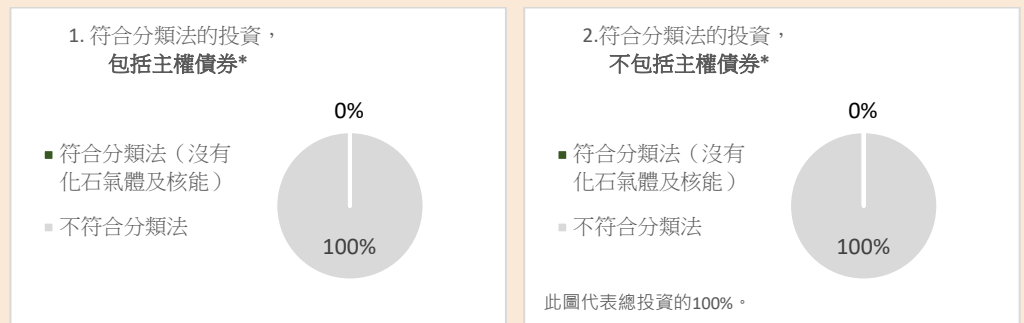 1. 符合分類法的投資，
包括主權債券*
0%
符合分類法（沒有
化石氣體及核能）
不符合分類法
100%
2.符合分類法的投資，
不包括主權債券*
0%
符合分類法（沒有
化石氣體及核能）
不符合分類法
100%
此圖代表總投資的100%。